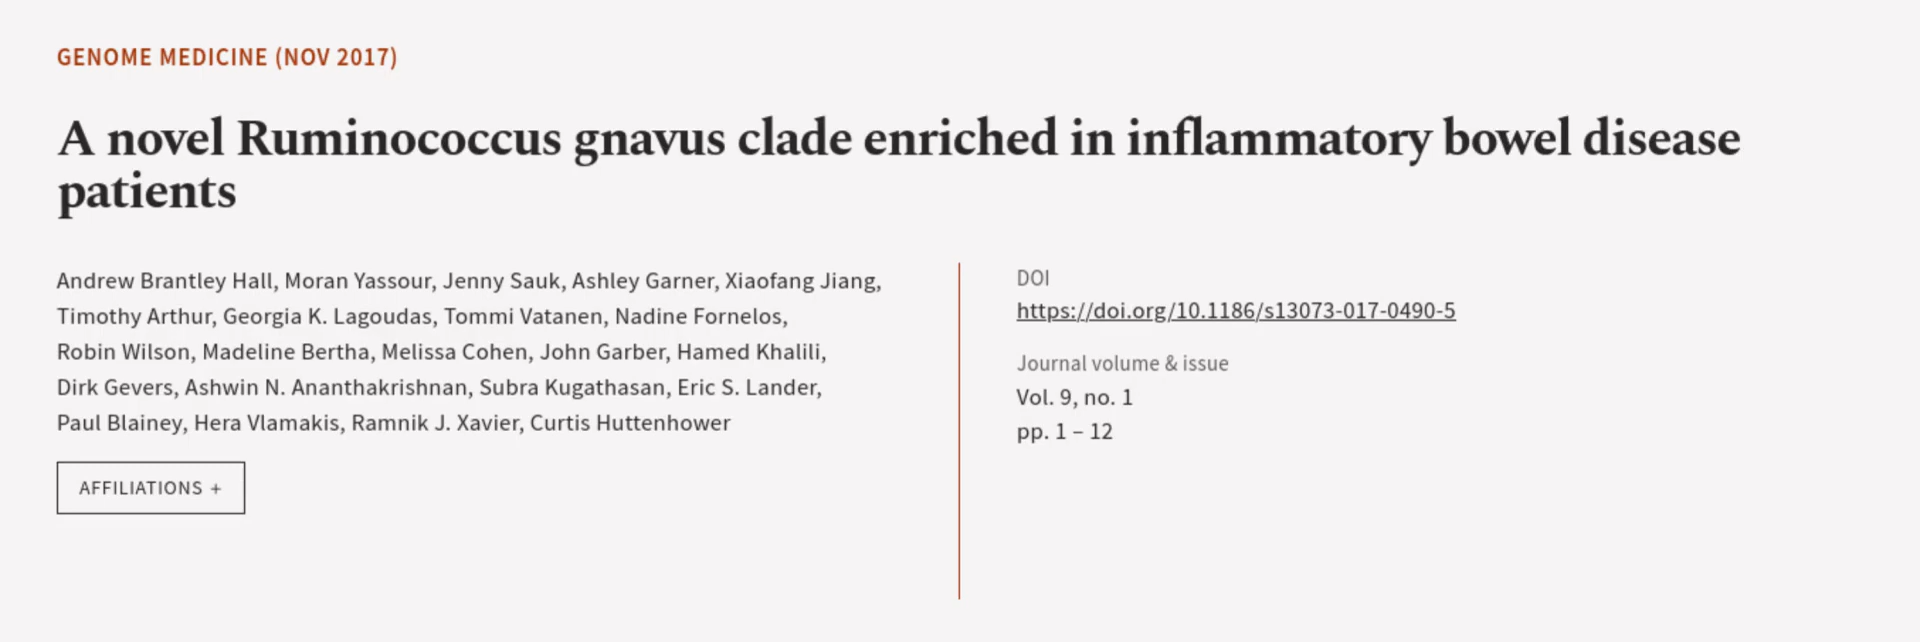 GENOME MEDICINE (NOV 2017)
A novel Ruminococcus gnavus clade enriched in inflammatory bowel disease
patients
Andrew Brantley Hall, Moran Yassour, Jenny Sauk, Ashley Garner, Xiaofang Jiang,
Timothy Arthur, Georgia K. Lagoudas, Tommi Vatanen, Nadine Fornelos,
Robin Wilson, Madeline Bertha, Melissa Cohen, John Garber, Hamed Khalili,
Dirk Gevers, Ashwin N. Ananthakrishnan, Subra Kugathasan, Eric S. Lander,
Paul Blainey, Hera Vlamakis, Ramnik J. Xavier, Curtis Huttenhower
AFFILIATIONS +
DOI
https://doi.org/10.1186/s13073-017-0490-5
Journal volume & issue
Vol. 9, no. 1
pp. 1 – 12